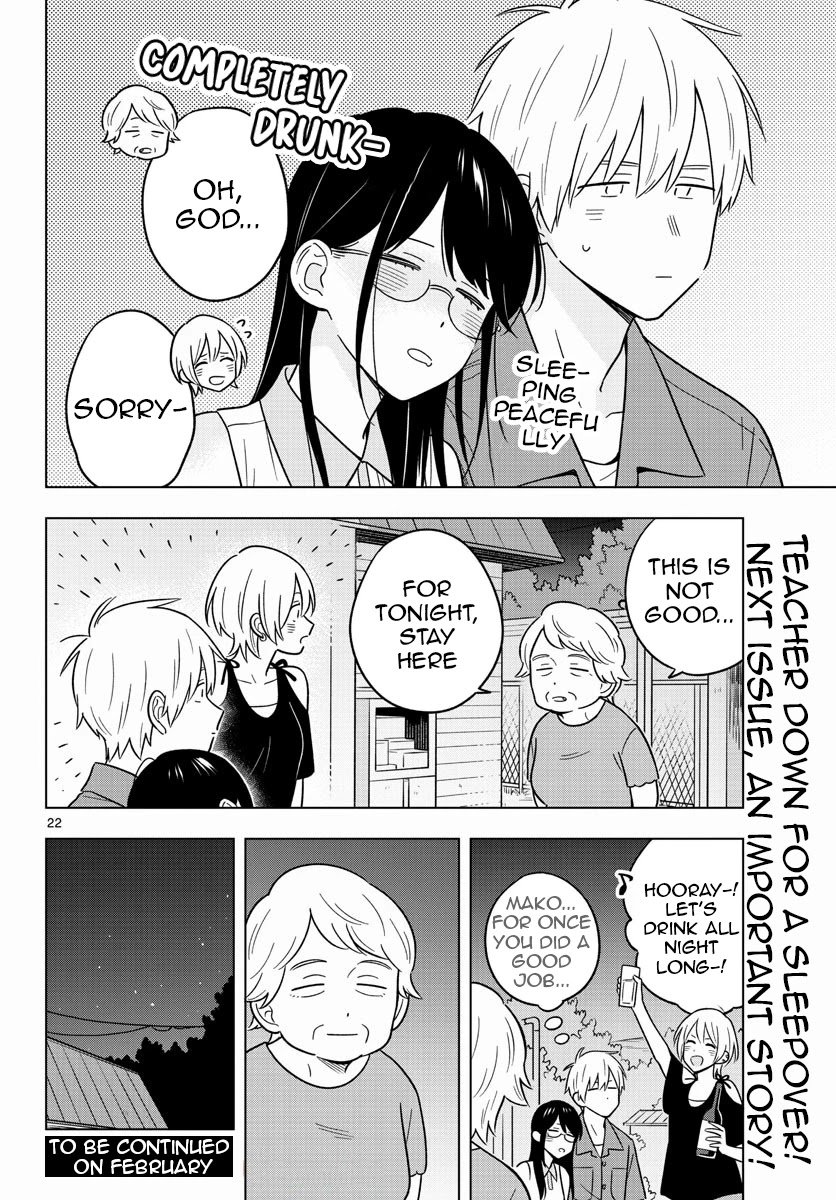 COMPLETELY
DRUNK-
OH,
GOD...
SORRY-
SLEE-
PING
PEACEFU
LLY
THIS IS
NOT
GOOD...
FOR
TONIGHT,
STAY
HERE
22
HOORAY-!
LET'S
DRINK ALL
NIGHT
LONG-!
MAKO...
FOR ONCE
YOU DID A
GOOD
JOB...
TO BE CONTINUED
ON FEBRUARY
TEACHER DOWN FOR A SLEEPOVER!
NEXT ISSUE, AN IMPORTANT STORY!